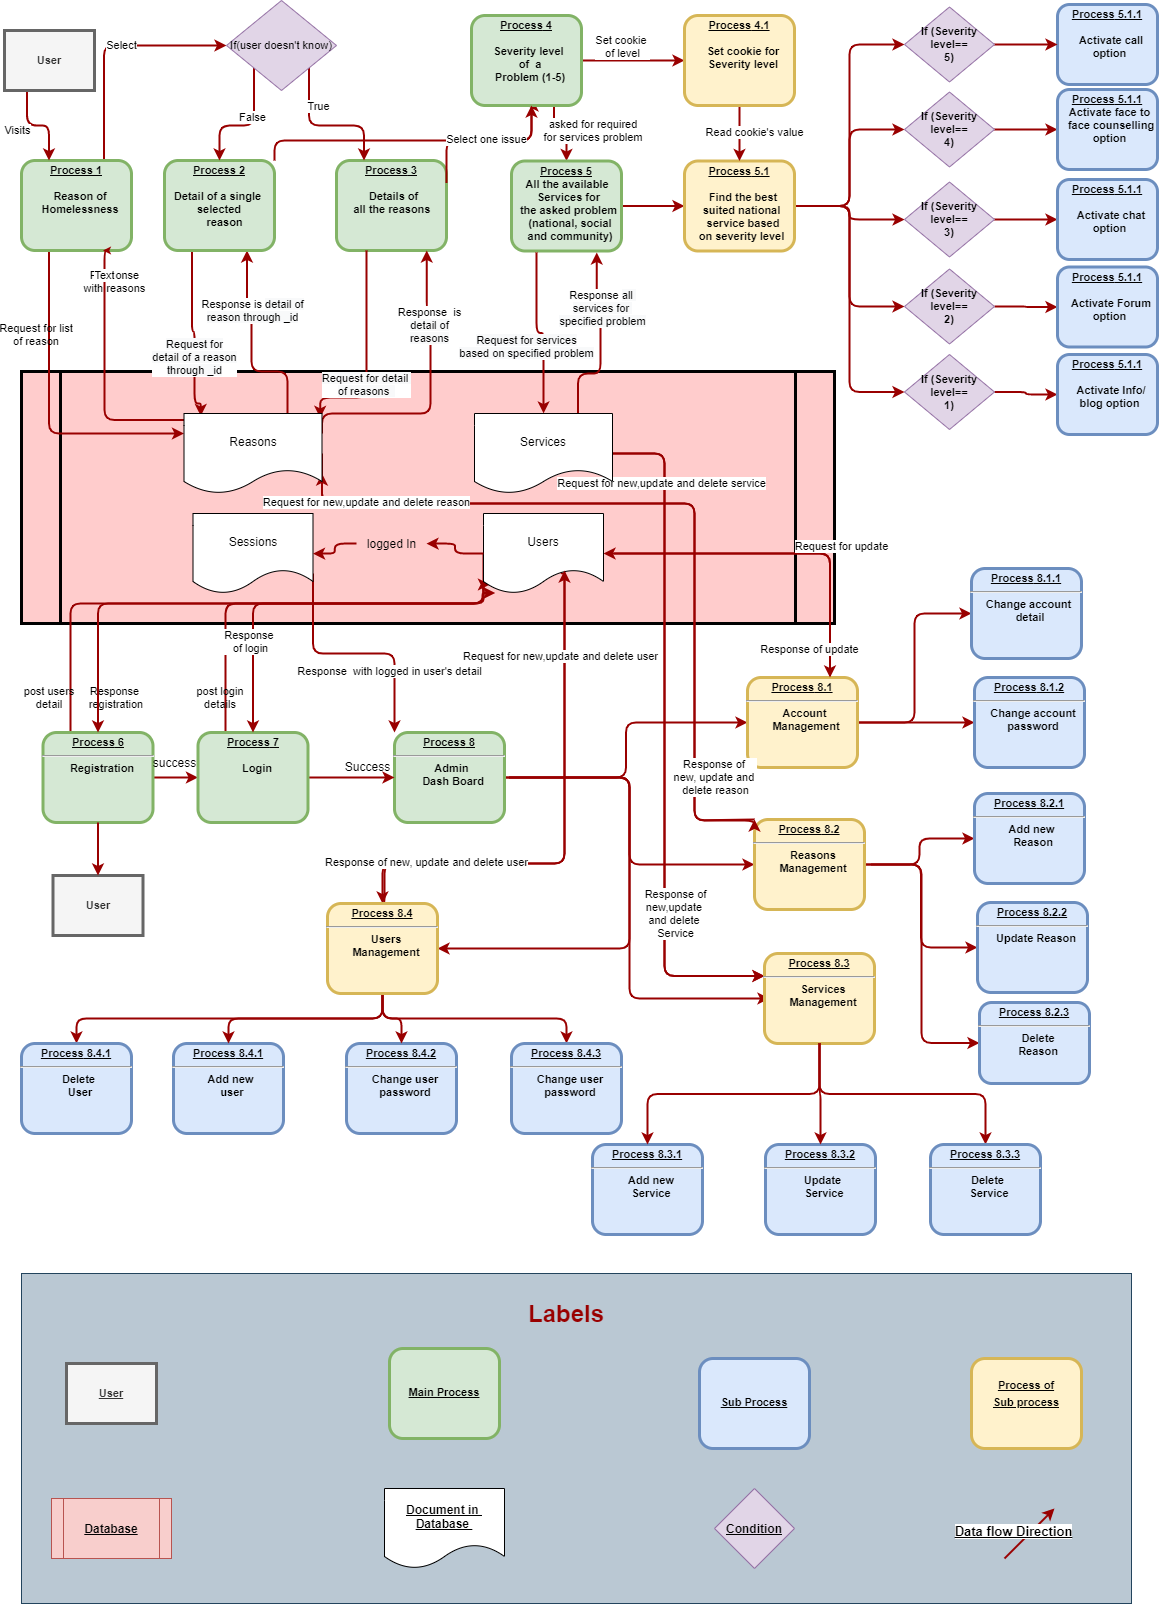 User
Visits
Select
If(user doesn't know)
False
True
Process 1
Reason of
Homelessness
Process 2
Detail of a single
selected
reason
Process 3
Details of
all the reasons
Select one issue
Process 4
Severity level
of a
Problem (1-5)
Set cookie
of level
Process 4.1
Set cookie for
Severity level
asked for required
for services problem
Read cookie's value
Process 5
All the available
Services for
the asked problem
(national, social
and community)
Process 5.1
Find the best
suited national
service based
on severity level
If (Severity
level==
5)
Process 5.1.1
Activate call
option
If (Severity
level==
4)
Process 5.1.1
Activate face to
face counselling
option
If (Severity
level==
3)
Process 5.1.1
Activate chat
option
If (Severity
level==
2)
Process 5.1.1
Activate Forum
option
If (Severity
level==
1)
Process 5.1.1
Activate Info/
blog option
Text
with reasons
Request for list
of reason
Response is detail of
reason through _id
Request for
detail of a reason
through _id
Response is
detail of
reasons
Request for detail
of reasons
Response all
services for
specified problem
Request for services
based on specified problem
Reasons
Services
Request for new,update and delete service
Request for new,update and delete reason
Sessions
logged In
Users
Request for update
Response
of login
Response with logged in user's detail
Request for new,update and delete user
Response of update
post users
detail
Response
registration
post login
details
Process 6
Registration
success
Process 7
Login
Success
Process 8
Admin
Dash Board
User
Process 8.1
Account
Management
Process 8.1.1
Change account
detail
Process 8.1.2
Change account
password
Response of
new, update and
delete reason
Process 8.2
Reasons
Management
Process 8.2.1
Add new
Reason
Process 8.2.2
Update Reason
Process 8.2.3
Delete
Reason
Response of new, update and delete user
Response of
new,update
and delete
Service
Process 8.4
Users
Management
Process 8.3
Services
Management
Process 8.4.1
Delete
User
Process 8.4.1
Add new
user
Process 8.4.2
Change user
password
Process 8.4.3
Change user
password
Process 8.3.1
Add new
Service
Process 8.3.2
Update
Service
Process 8.3.3
Delete
Service
Labels
User
Main Process
Sub Process
Process of
Sub process
Database
Document in
Database
Condition
Data flow Direction